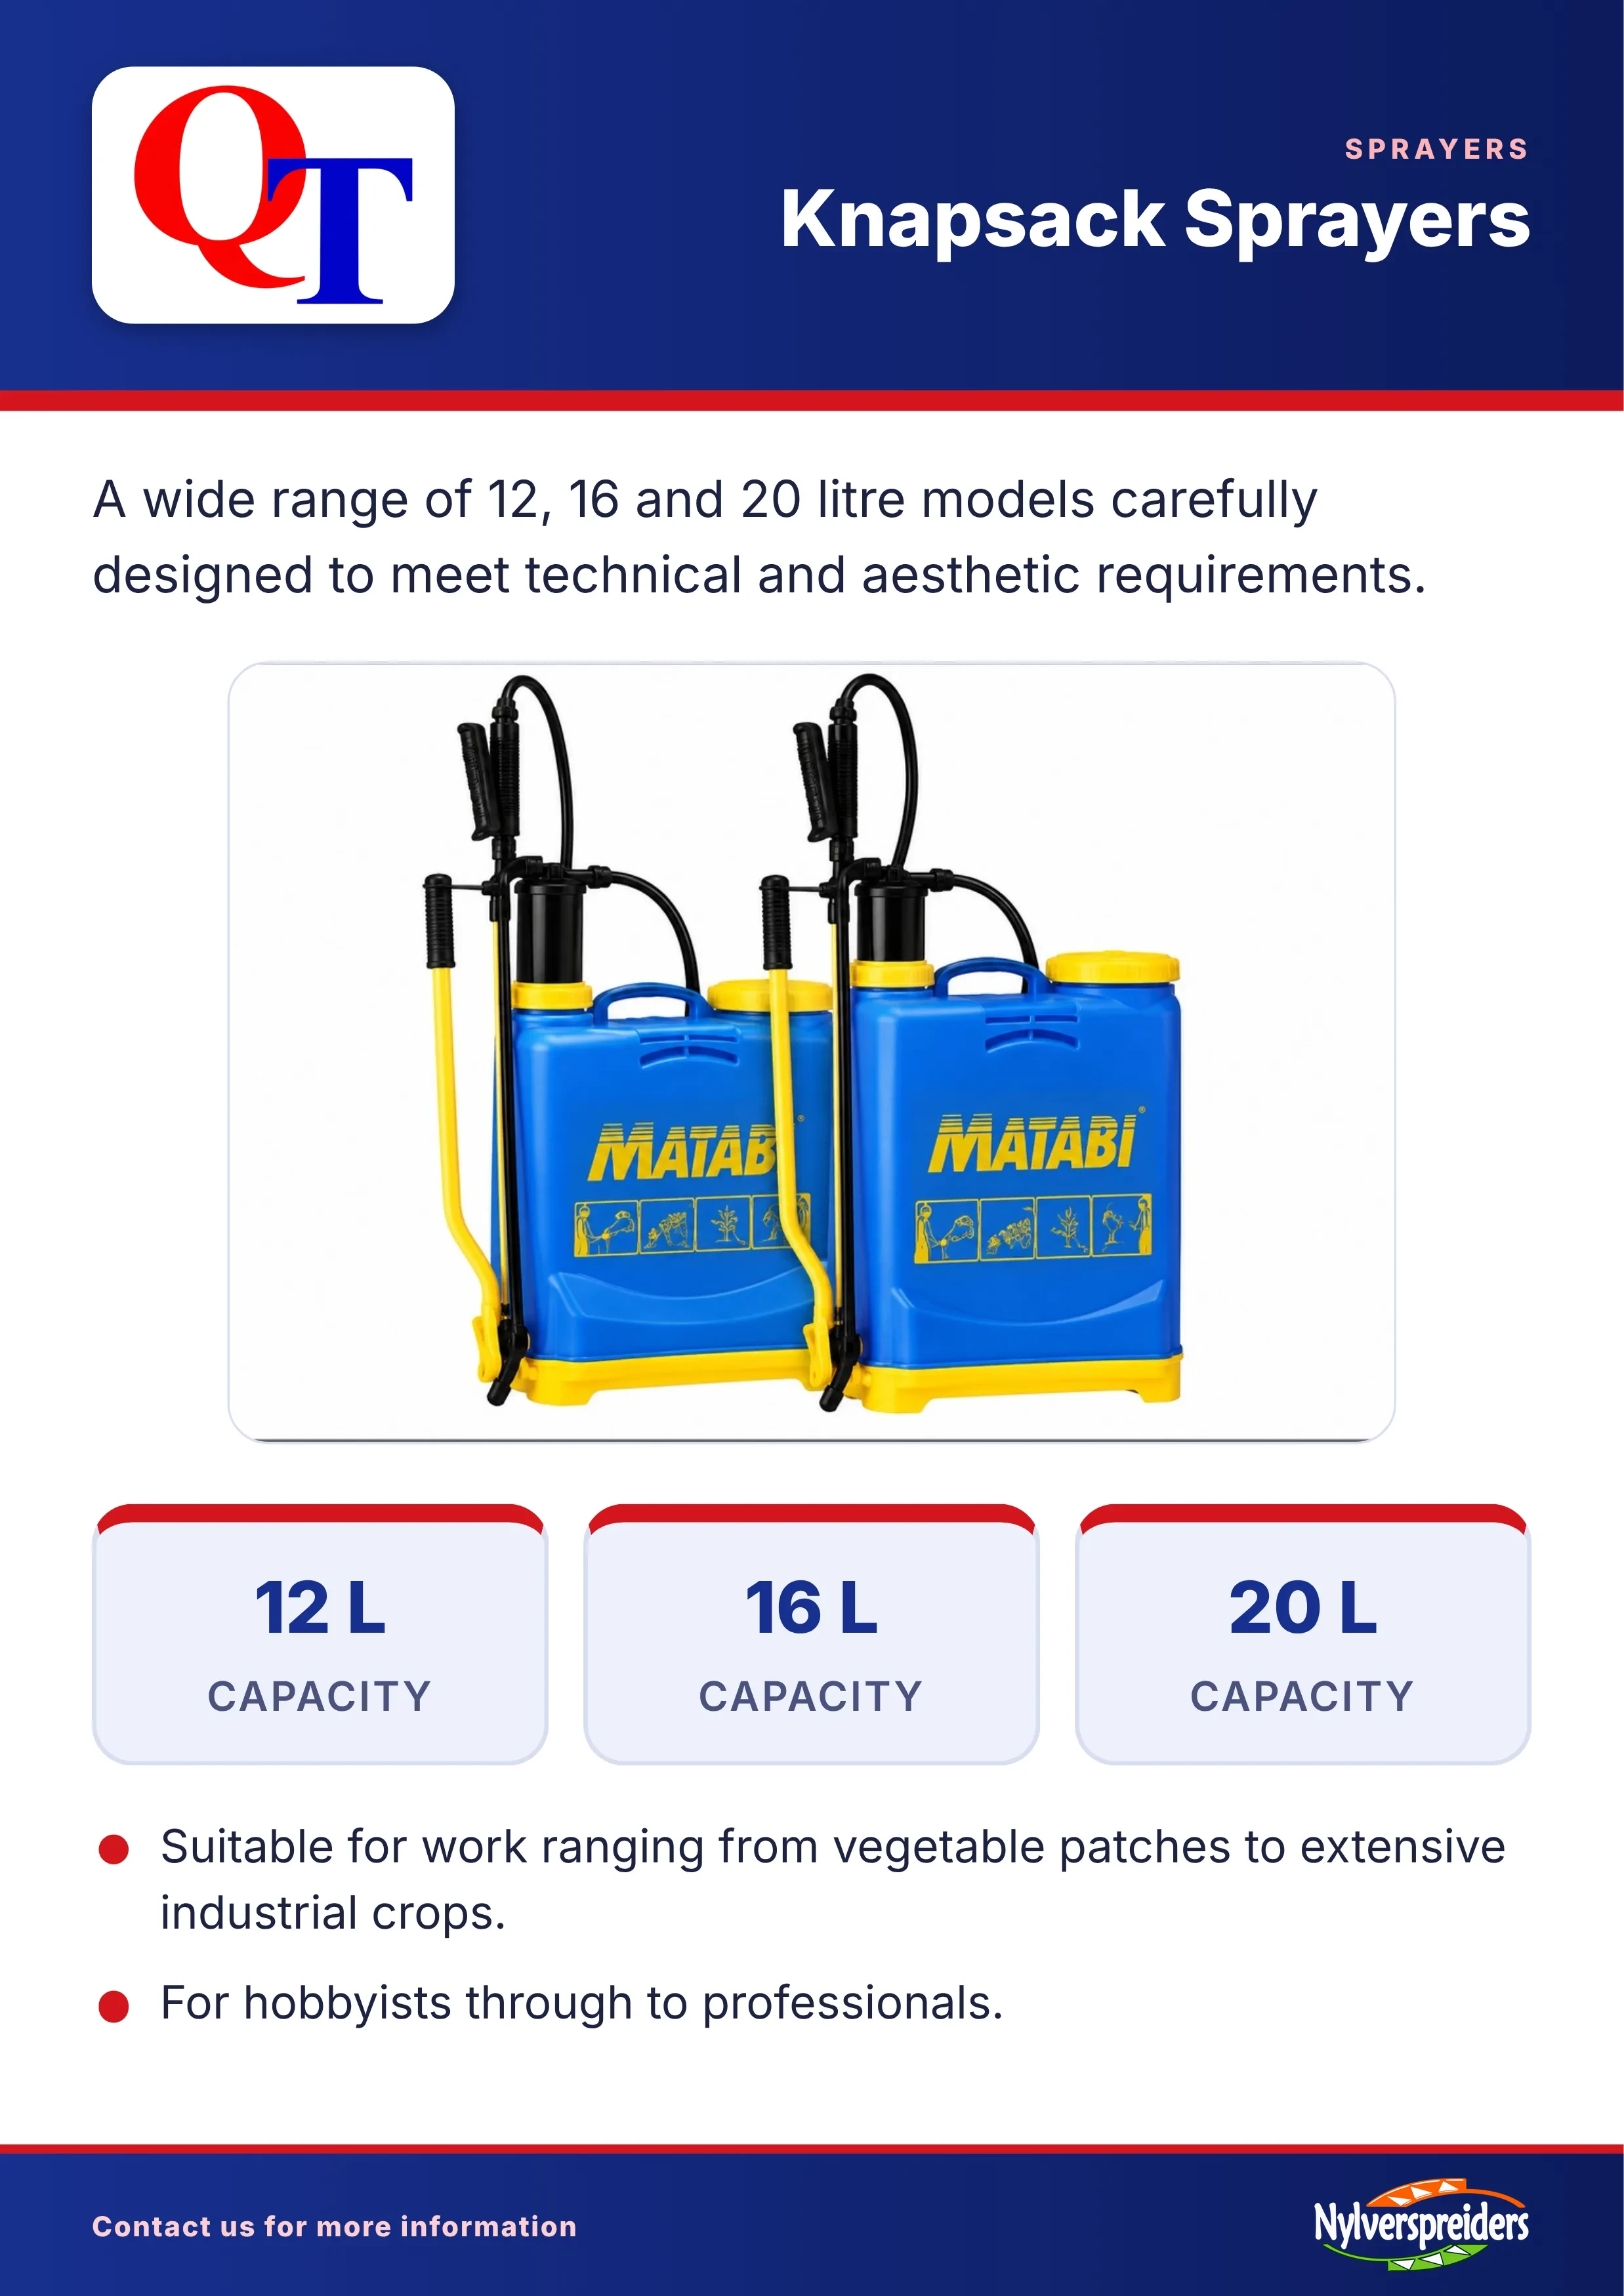 QT
SPRAYERS
Knapsack Sprayers
A wide range of 12, 16 and 20 litre models carefully
designed to meet technical and aesthetic requirements.
MATAB
MATABI
12 L
CAPACITY
16 L
CAPACITY
20 L
CAPACITY
Suitable for work ranging from vegetable patches to extensive
industrial crops.
For hobbyists through to professionals.
Contact us for more information
Nylverspreiders